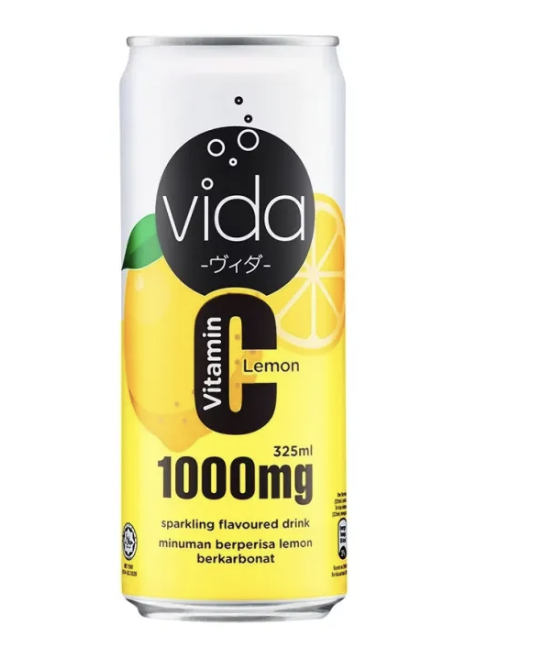 vida
-ヴィダ-
Vitamin
C
Lemon
325ml
1000mg
sparkling flavoured drink
minuman berperisa lemon
berkarbonat